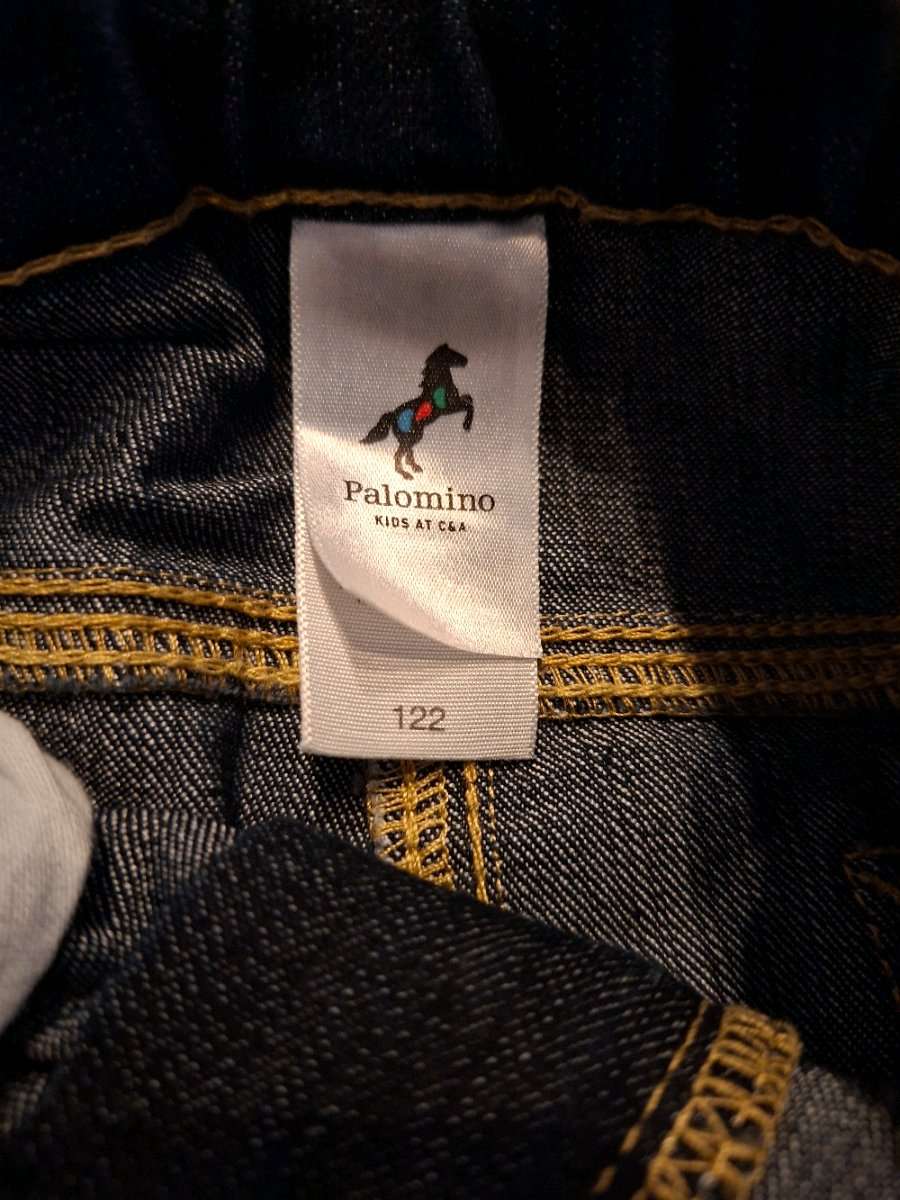 Palomino
KIDS AT C&A
122